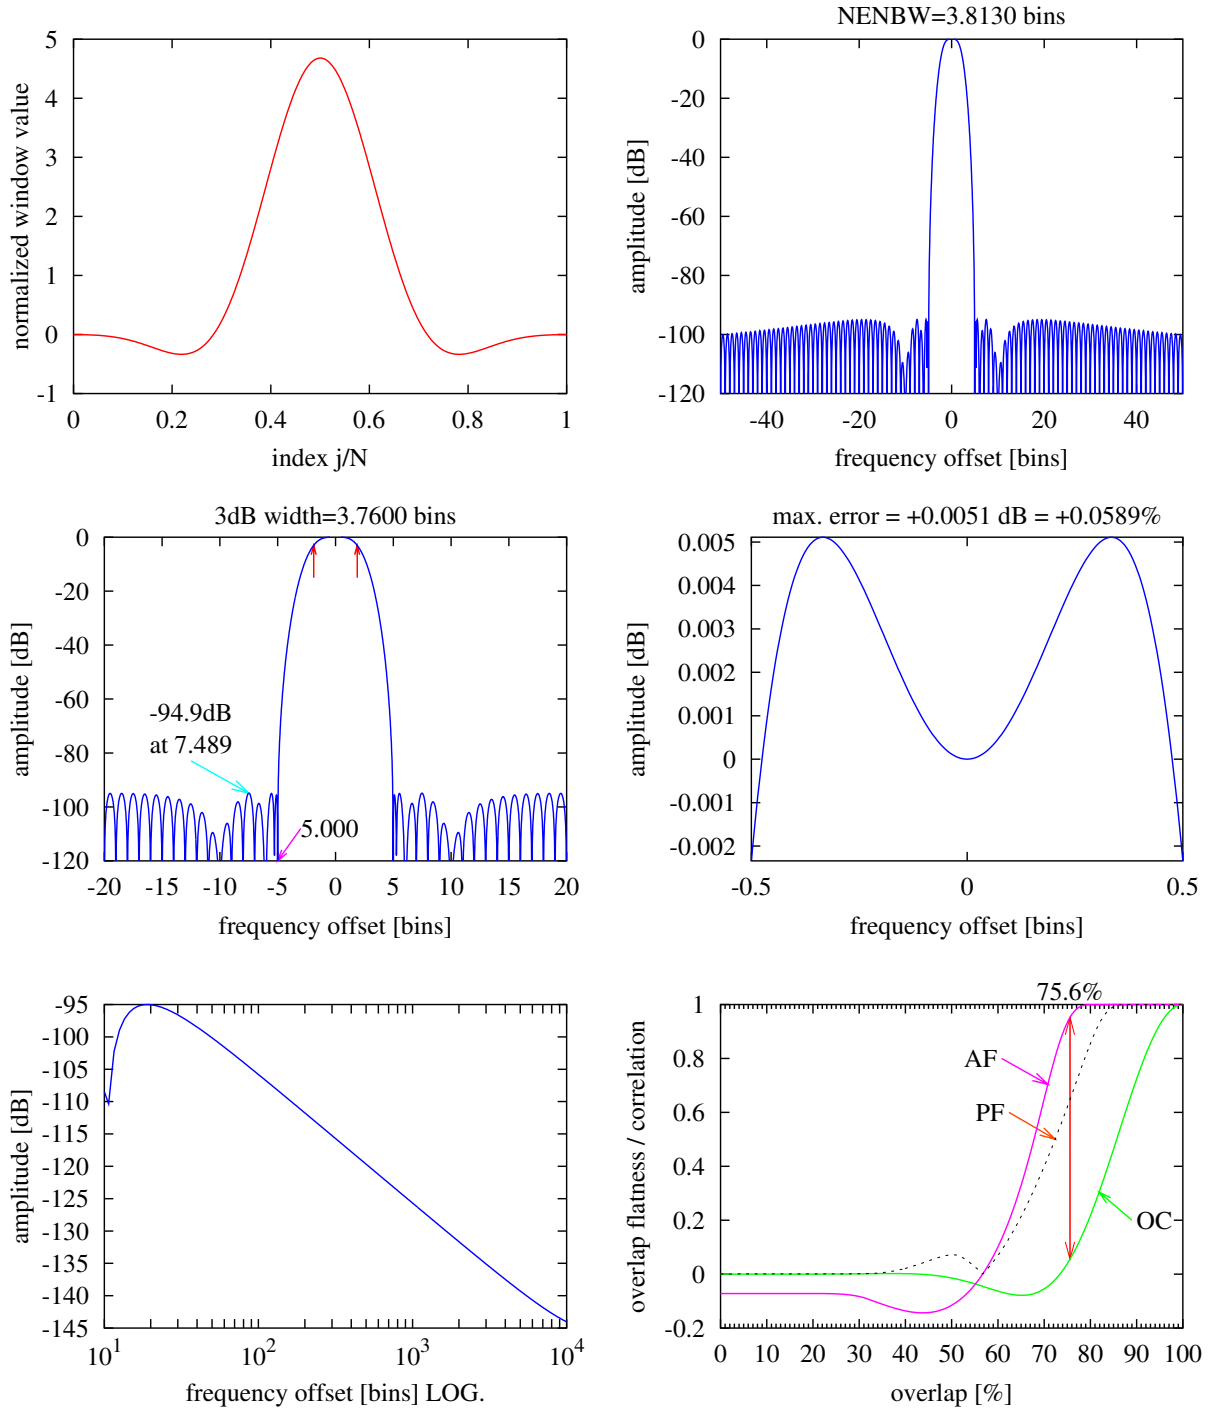 normalized window value
5
4
3
2
1
0
-1
0 0.2 0.4 0.6 0.8 1
index j/N
NENBW=3.8130 bins
amplitude [dB]
0
-20
-40
-60
-80
-100
-120
-40 -20 0 20 40
frequency offset [bins]
3dB width=3.7600 bins
amplitude [dB]
0
-20
-40
-60
-80
-100
-120
-94.9dB
at 7.489
5.000
-20 -15 -10 -5 0 5 10 15 20
frequency offset [bins]
max. error = +0.0051 dB = +0.0589%
amplitude [dB]
0.005
0.004
0.003
0.002
0.001
0
-0.001
-0.002
-0.5 0 0.5
frequency offset [bins]
amplitude [dB]
-95
-100
-105
-110
-115
-120
-125
-130
-135
-140
-145
10^1 10^2 10^3 10^4
frequency offset [bins] LOG.
75.6%
overlap flatness / correlation
1
0.8
0.6
0.4
0.2
0
-0.2
AF
PF
OC
0 10 20 30 40 50 60 70 80 90 100
overlap [%]